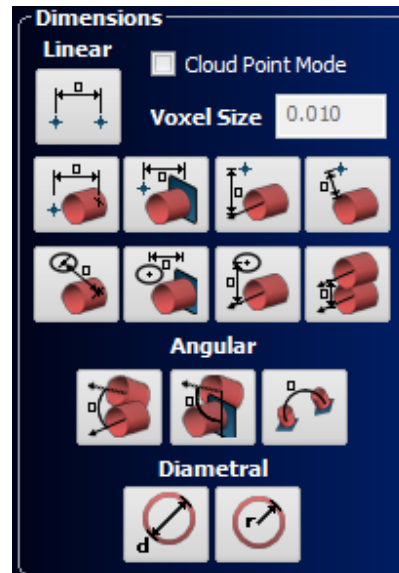 Dimensions
Linear
Cloud Point Mode
Voxel Size 0.010
Angular
Diametral
d
r